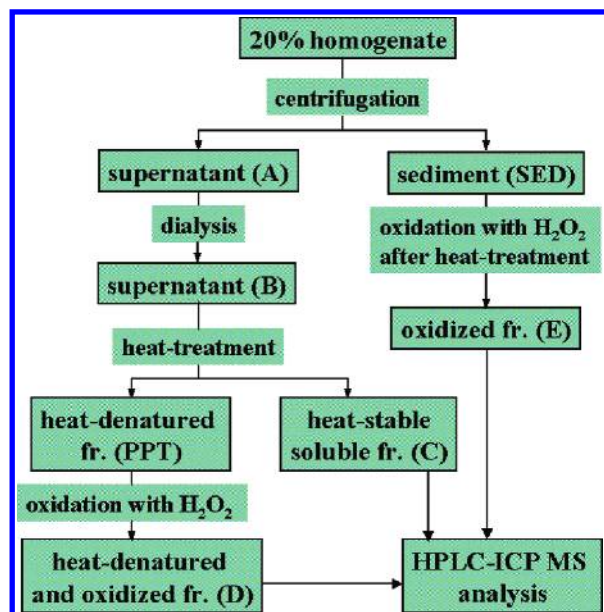 20% homogenate
centrifugation
supernatant (A)
sediment (SED)
dialysis
oxidation with H₂O₂
after heat-treatment
supernatant (B)
oxidized fr. (E)
heat-treatment
heat-denatured
fr. (PPT)
heat-stable
soluble fr. (C)
oxidation with H₂O₂
heat-denatured
and oxidized fr. (D)
HPLC-ICP MS
analysis